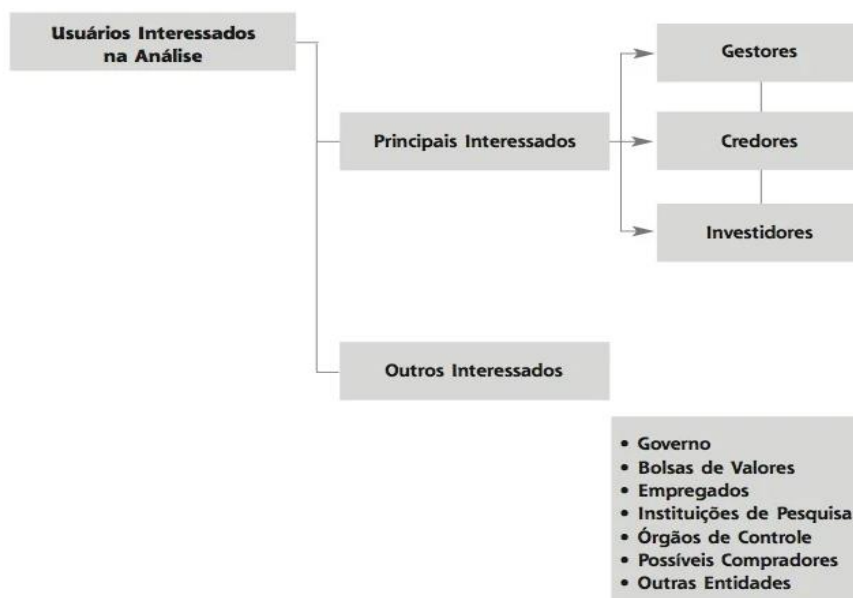 Usuários Interessados
na Análise
Gestores
Principais Interessados
Credores
Investidores
Outros Interessados
• Governo
• Bolsas de Valores
• Empregados
• Instituições de Pesquisa
• Órgãos de Controle
• Possíveis Compradores
• Outras Entidades